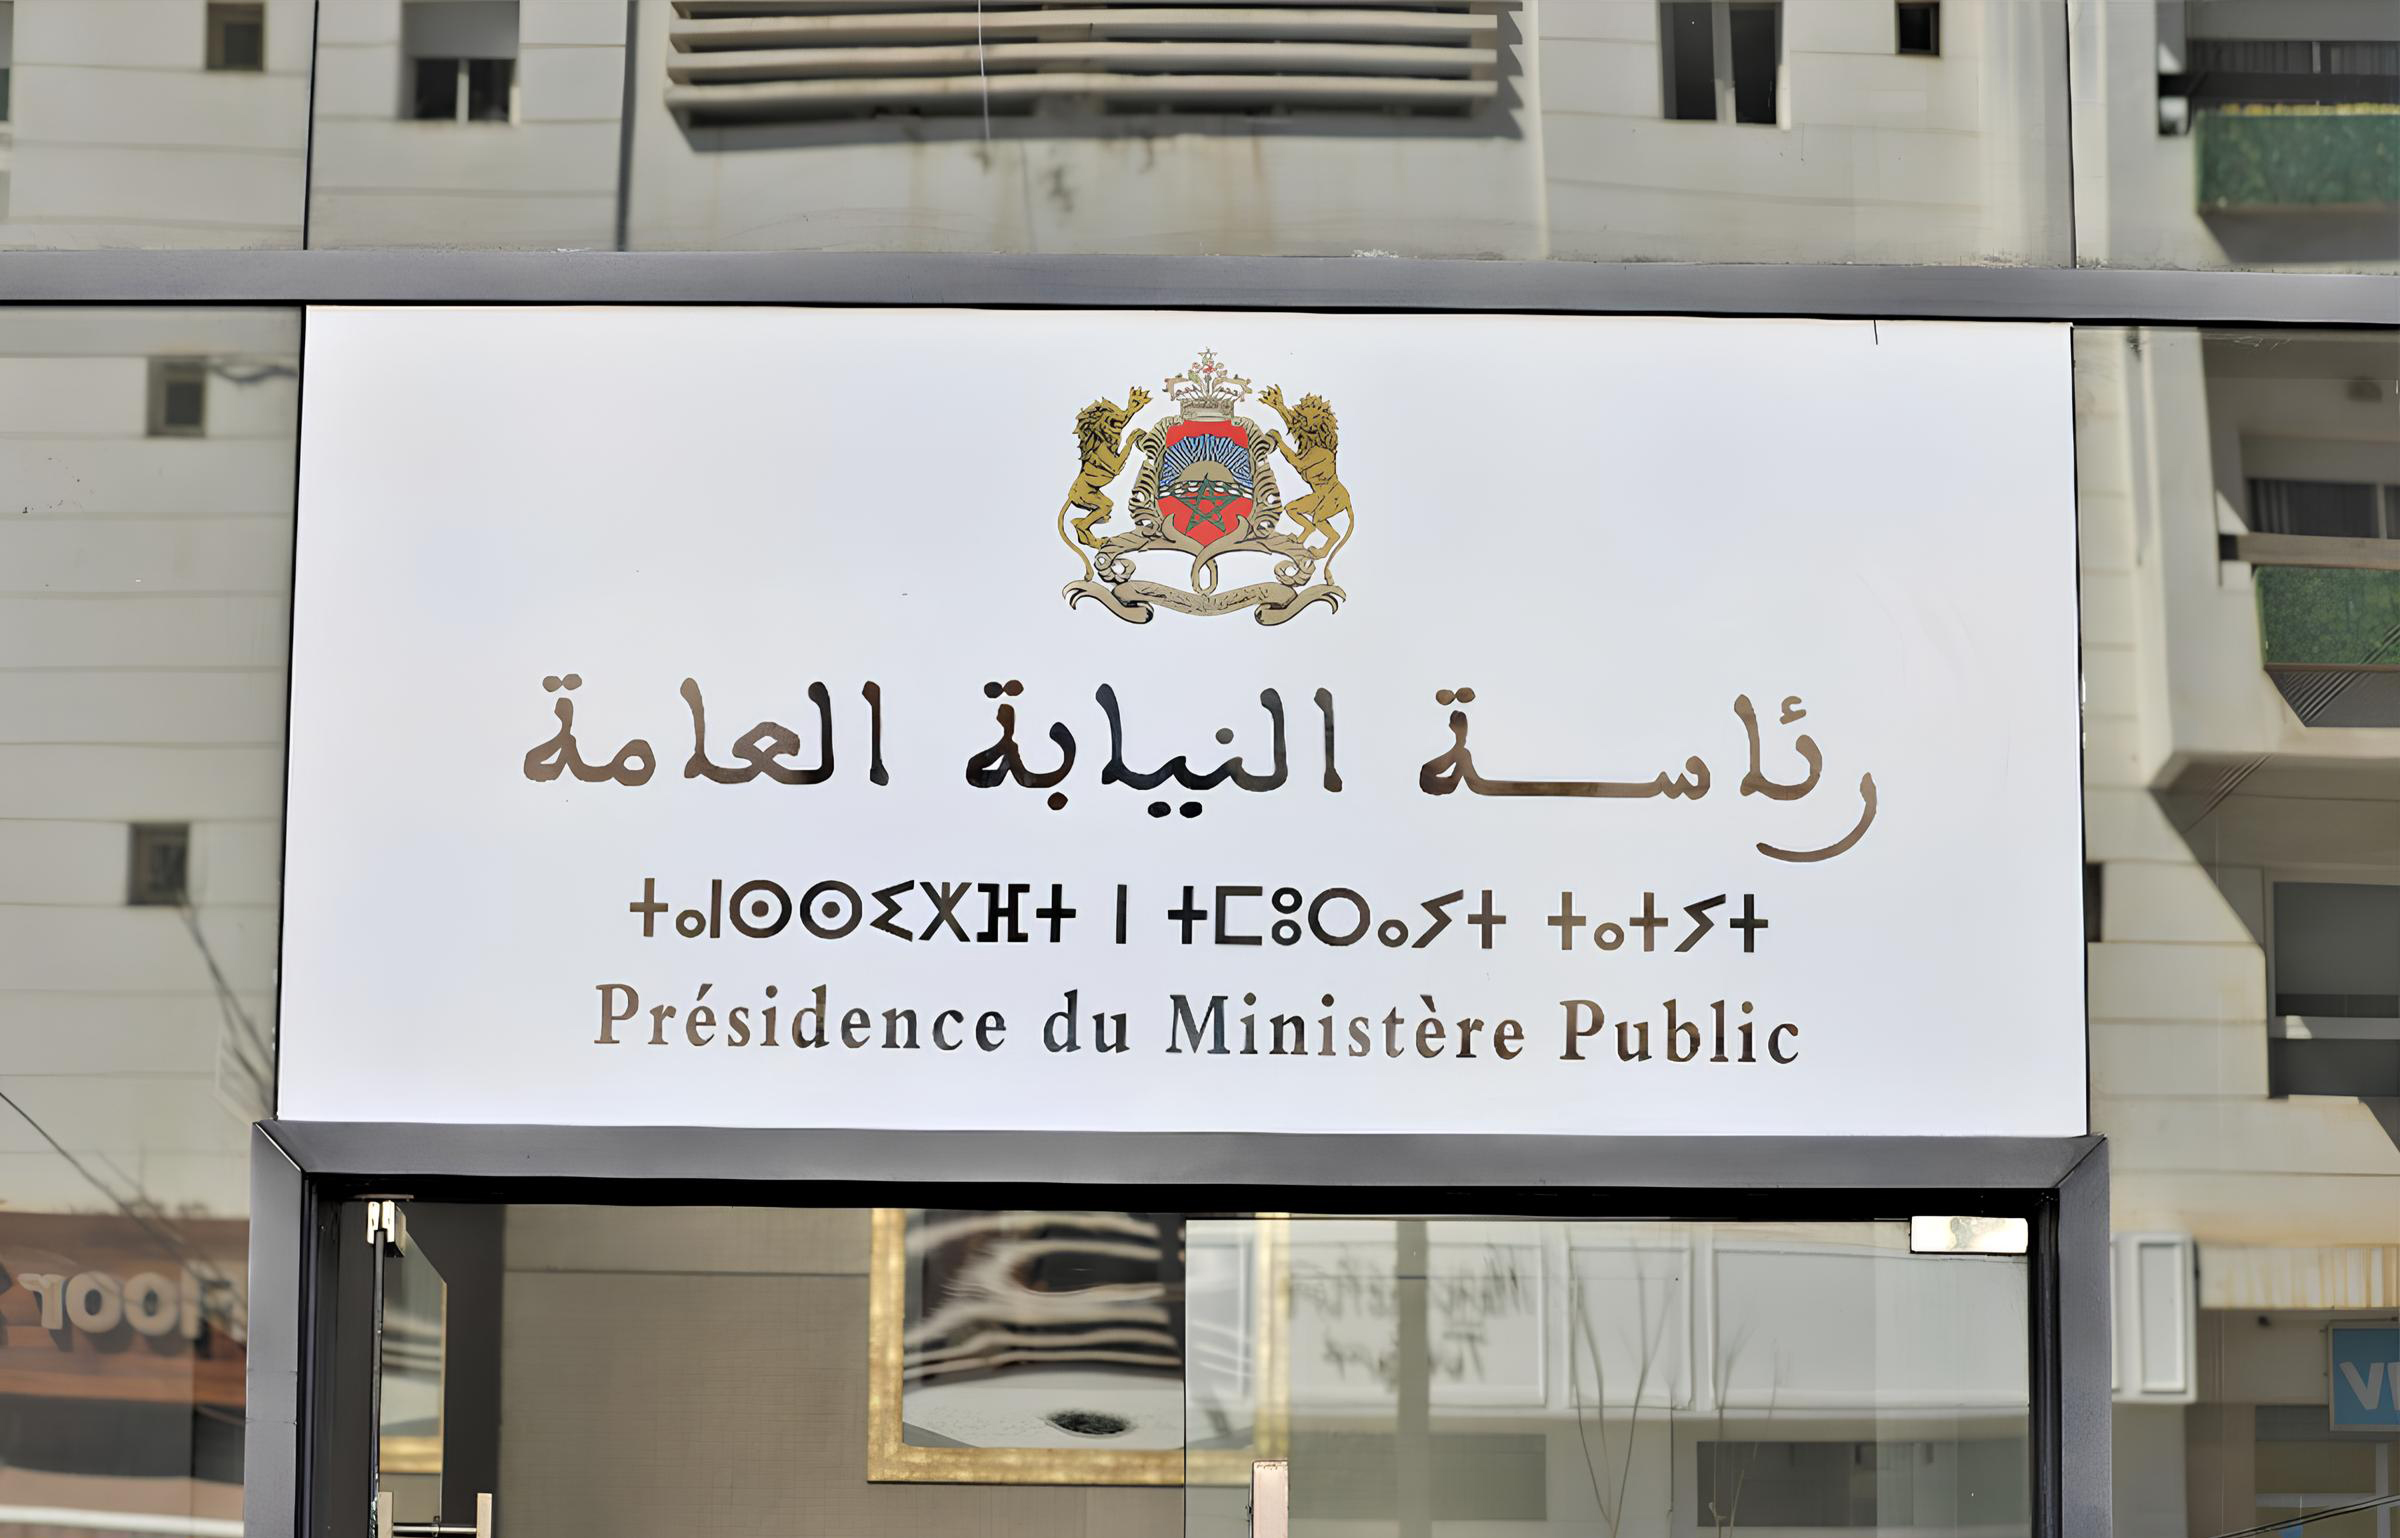 رئاسة النيابة العامة
ⵜⴰⵏⵙⵙⵉⵅⴼⵜ ⵏ ⵜⵎⵓⵔⴰⵢⵜ ⵜⴰⵜⵢⵜ
Présidence du Ministère Public